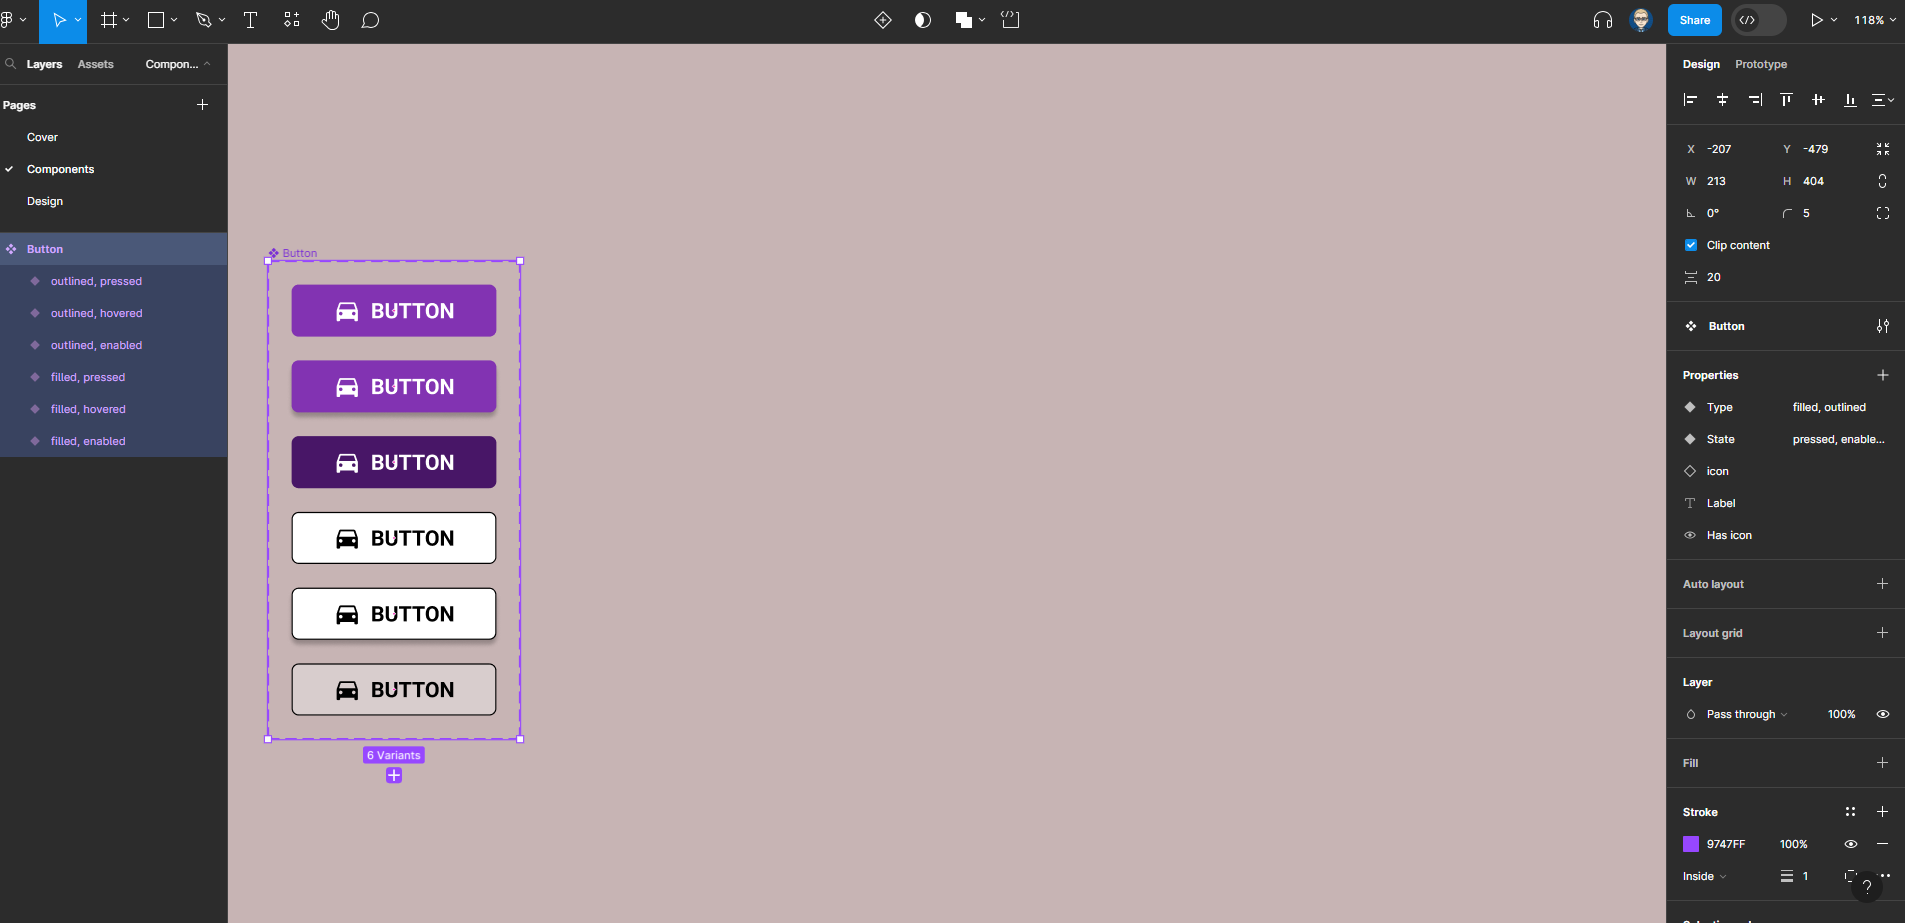 Share
118%
Layers Assets Compon...
Pages
Cover
Components
Design
Button
outlined, pressed
outlined, hovered
outlined, enabled
filled, pressed
filled, hovered
filled, enabled
Button
BUTTON
BUTTON
BUTTON
BUTTON
BUTTON
BUTTON
6 Variants
Design Prototype
X -207 Y -479
W 213 H 404
0° 5
Clip content
20
Button
Properties
Type filled, outlined
State pressed, enable...
icon
Label
Has icon
Auto layout
Layout grid
Layer
Pass through 100%
Fill
Stroke
9747FF 100%
Inside 1
?